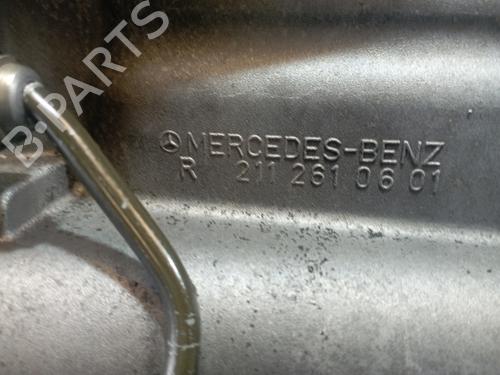 MERCEDES-BENZ
R 211 261 06 01
B-PARTS